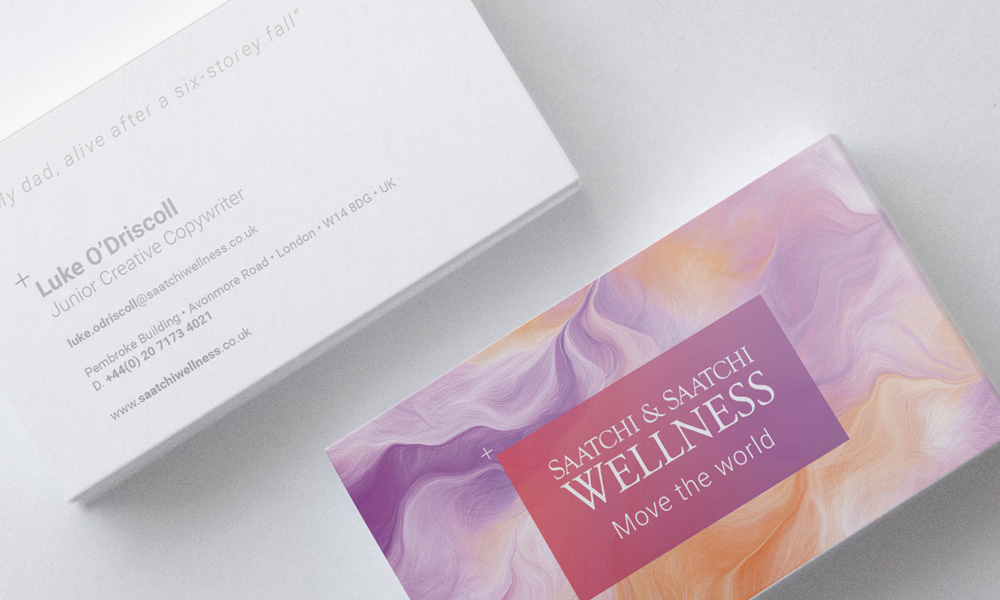 dad, alive after a six-storey fall"
Luke O'Driscoll
Junior Creative Copywriter
luke.odriscoll@saatchiwellness.co.uk
Pembroke Building • Avonmore Road • London • W14 8DG • UK
D. +44(0) 20 7173 4021
www.saatchiwellness.co.uk
SAATCHI & SAATCHI
WELLNESS
Move the world